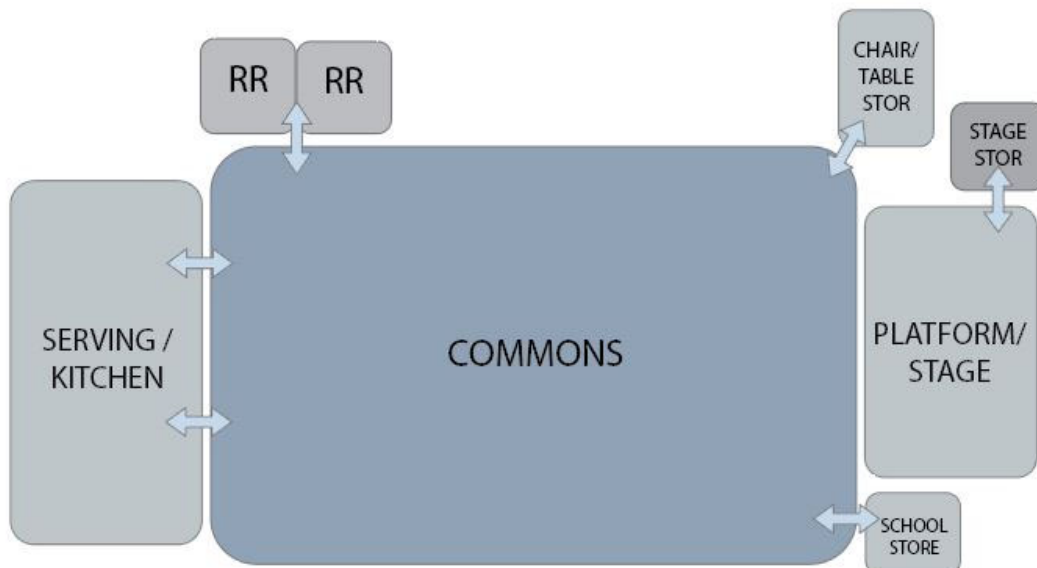 RR
RR
CHAIR/
TABLE
STOR
STAGE
STOR
SERVING /
KITCHEN
COMMONS
PLATFORM/
STAGE
SCHOOL
STORE